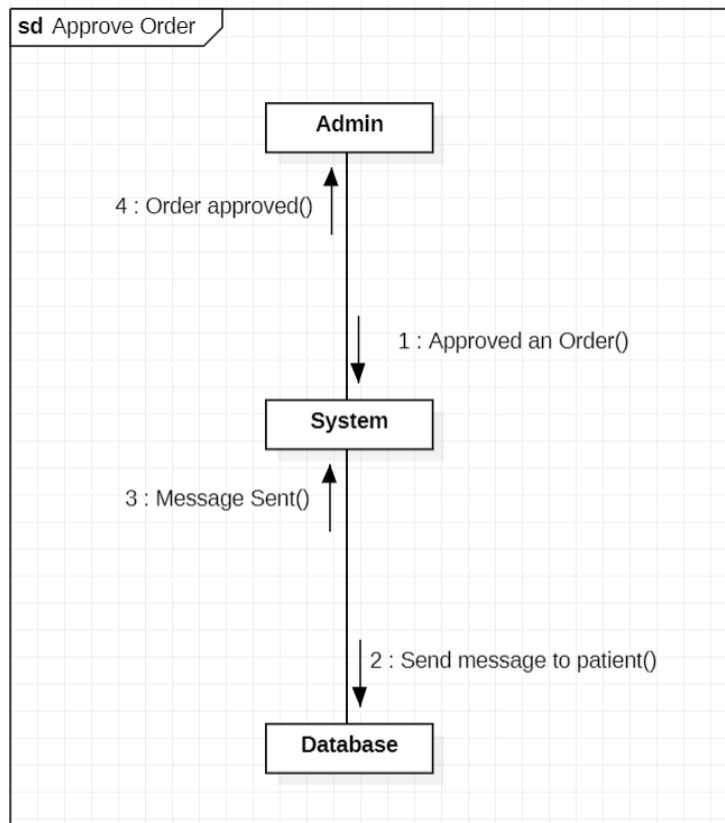 sd Approve Order
Admin
4 : Order approved()
1 : Approved an Order()
System
3 : Message Sent()
2 : Send message to patient()
Database